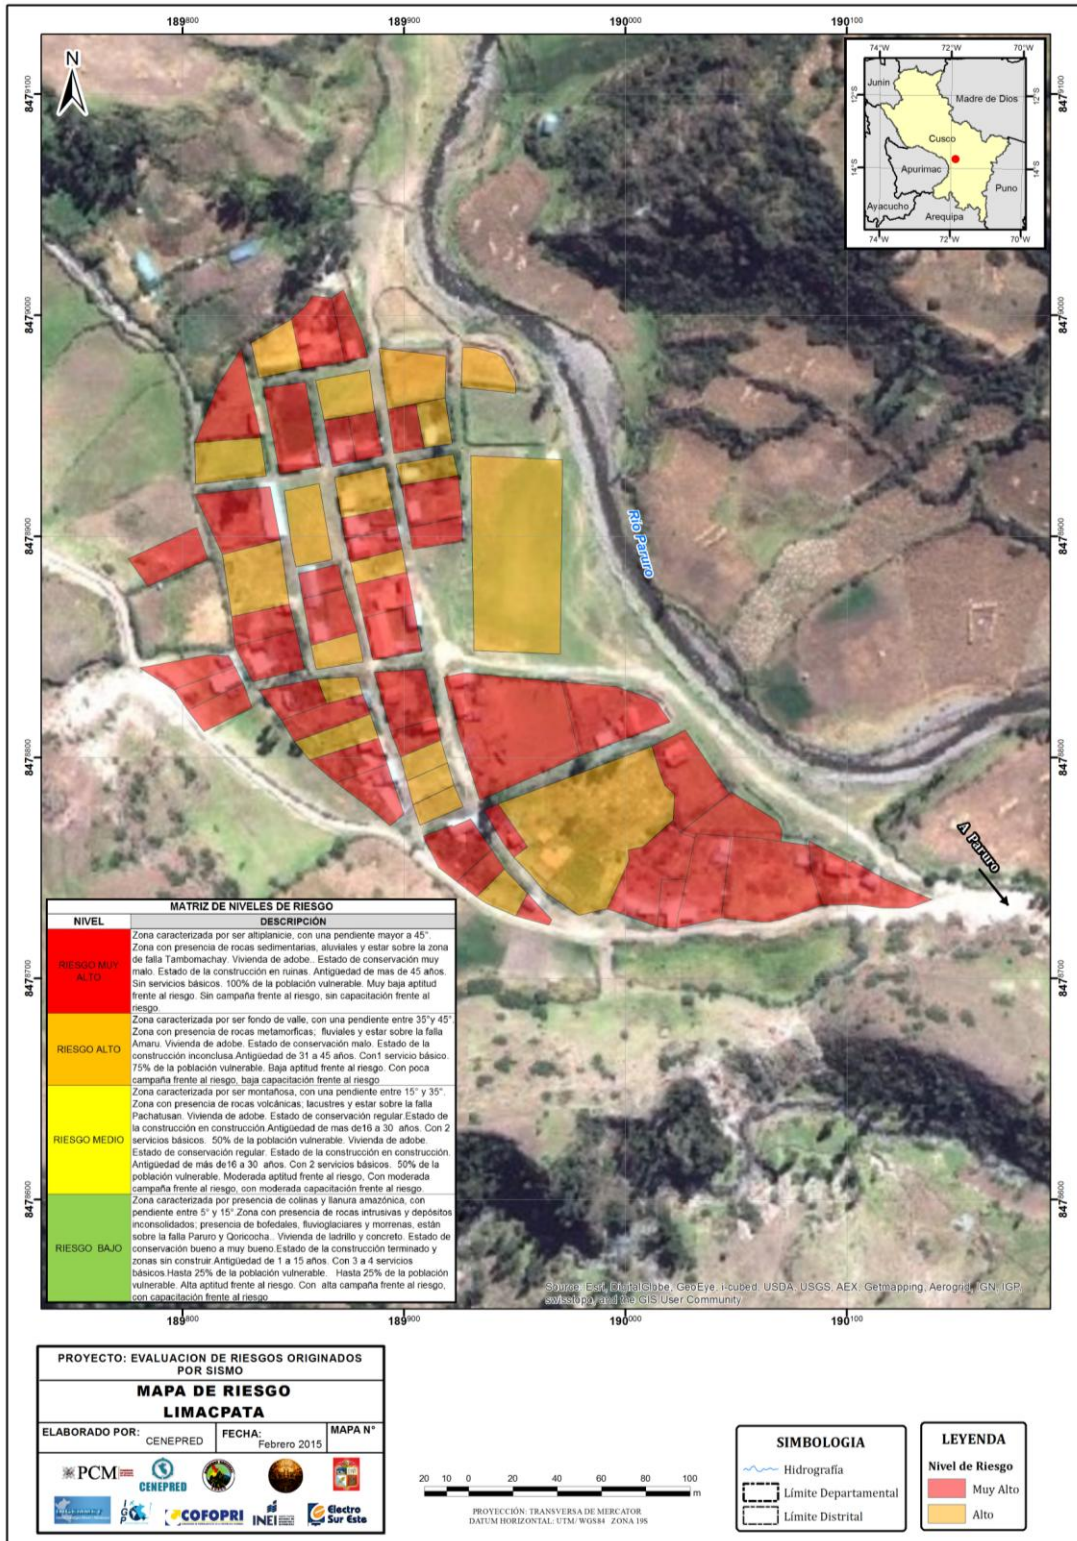 189800 189900 190000 190100
N
8479100
8479000
8478900
8478800
8478700
8478600
8479100
8479000
8478900
8478800
8478700
8478600
74°W 72°W 70°W
12°S
14°S
12°S
14°S
Junin
Madre de Dios
Cusco
Apurimac
Puno
Ayacucho
Arequipa
74°W 72°W 70°W
Río Paruro
A Paruro
MATRIZ DE NIVELES DE RIESGO
NIVEL DESCRIPCIÓN
RIESGO MUY
ALTO
Zona caracterizada por ser altiplanicie, con una pendiente mayor a 45°.
Zona con presencia de rocas sedimentarias, aluviales y estar sobre la zona
de falla Tambomachay. Vivienda de adobe.. Estado de conservación muy
malo. Estado de la construcción en ruinas. Antigüedad de mas de 45 años.
Sin servicios básicos. 100% de la población vulnerable. Muy baja aptitud
frente al riesgo. Sin campaña frente al riesgo, sin capacitación frente al
riesgo.
RIESGO ALTO
Zona caracterizada por ser fondo de valle, con una pendiente entre 35°y 45°.
Zona con presencia de rocas metamorficas; fluviales y estar sobre la falla
Amaru. Vivienda de adobe. Estado de conservación malo. Estado de la
construcción inconclusa.Antigüedad de 31 a 45 años. Con1 servicio básico.
75% de la población vulnerable. Baja aptitud frente al riesgo. Con poca
campaña frente al riesgo, baja capacitación frente al riesgo
RIESGO MEDIO
Zona caracterizada por ser montañosa, con una pendiente entre 15° y 35°.
Zona con presencia de rocas volcánicas; lacustres y estar sobre la falla
Pachatusan. Vivienda de adobe. Estado de conservación regular.Estado de
la construcción en construcción.Antigüedad de mas de16 a 30 años. Con 2
servicios básicos. 50% de la población vulnerable. Vivienda de adobe.
Estado de conservación regular. Estado de la construcción en construcción.
Antigüedad de más de16 a 30 años. Con 2 servicios básicos. 50% de la
población vulnerable. Moderada aptitud frente al riesgo, Con moderada
campaña frente al riesgo, con moderada capacitación frente al riesgo.
RIESGO BAJO
Zona caracterizada por presencia de colinas y llanura amazónica, con
pendiente entre 5° y 15°.Zona con presencia de rocas intrusivas y depósitos
inconsolidados; presencia de bofedales, fluvioglaciares y morrenas, están
sobre la falla Paruro y Qoricocha.. Vivienda de ladrillo y concreto. Estado de
conservación bueno a muy bueno.Estado de la construcción terminado y
zonas sin construir.Antigüedad de 1 a 15 años. Con 3 a 4 servicios
básicos.Hasta 25% de la población vulnerable. Hasta 25% de la población
vulnerable. Alta aptitud frente al riesgo. Con alta campaña frente al riesgo,
con capacitación frente al riesgo
Source: Esri, DigitalGlobe, GeoEye, i-cubed, USDA, USGS, AEX, Getmapping, Aerogrid, IGN, IGP,
swisstopo, and the GIS User Community
189800 189900 190000 190100
PROYECTO: EVALUACION DE RIESGOS ORIGINADOS
POR SISMO
MAPA DE RIESGO
LIMACPATA
ELABORADO POR: CENEPRED
FECHA: Febrero 2015
MAPA N°
PCM
CENEPRED
IGP
COFOPRI
INEI
Electro
Sur Este
20 10 0 20 40 60 80 100
m
PROYECCIÓN: TRANSVERSA DE MERCATOR
DATUM HORIZONTAL: UTM/ WGS84 ZONA 19S
SIMBOLOGIA
Hidrografía
Límite Departamental
Límite Distrital
LEYENDA
Nivel de Riesgo
Muy Alto
Alto